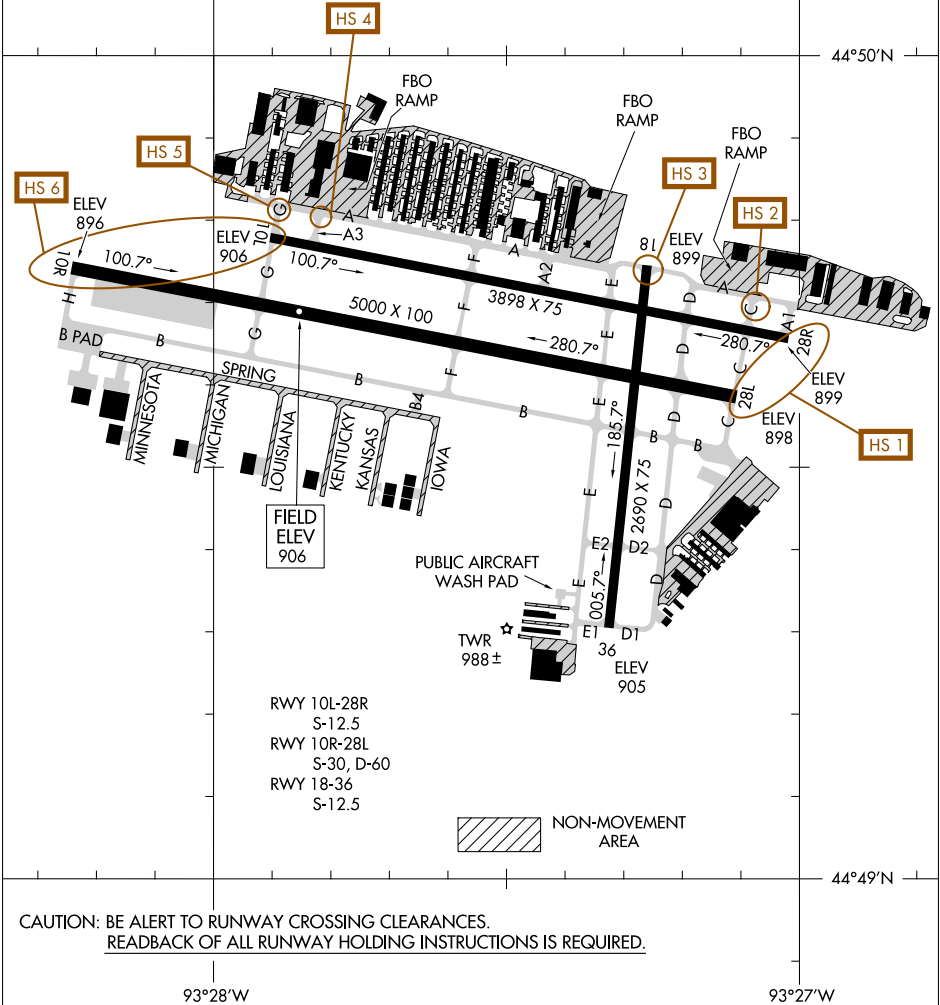 HS 4
44°50'N
FBO
RAMP
FBO
RAMP
FBO
RAMP
HS 5
HS 3
HS 6
HS 2
ELEV
896
G
A
A3
10L
ELEV
906
18
ELEV
899
10R
100.7°
100.7°
G
F
A
A2
E
D
A
C
H
5000 X 100
3898 X 75
F
E
D
280.7°
280.7°
A1
28R
B PAD
B
G
SPRING
B
F
E
D
C
28L
ELEV
899
B4
B
C
ELEV
898
B
B
HS 1
MINNESOTA
MICHIGAN
LOUISIANA
KENTUCKY
KANSAS
IOWA
185.7°
2690 X 75
E
D
FIELD
ELEV
906
E2
D2
PUBLIC AIRCRAFT
WASH PAD
E
005.7°
D
TWR
988±
E1
D1
36
ELEV
905
RWY 10L-28R
S-12.5
RWY 10R-28L
S-30, D-60
RWY 18-36
S-12.5
NON-MOVEMENT
AREA
44°49'N
CAUTION: BE ALERT TO RUNWAY CROSSING CLEARANCES.
READBACK OF ALL RUNWAY HOLDING INSTRUCTIONS IS REQUIRED.
93°28'W
93°27'W